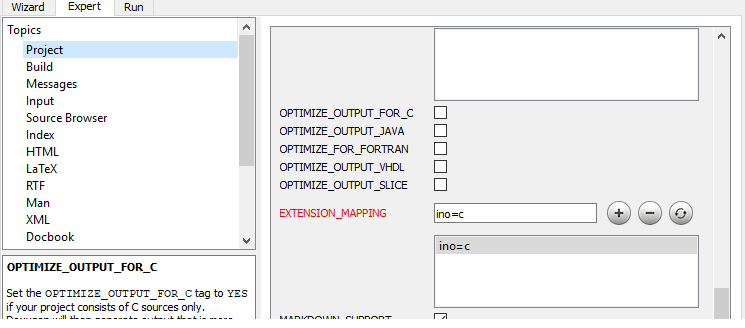 Wizard Expert Run
Topics
Project
Build
Messages
Input
Source Browser
Index
HTML
LaTeX
RTF
Man
XML
Docbook
OPTIMIZE_OUTPUT_FOR_C
Set the OPTIMIZE_OUTPUT_FOR_C tag to YES
if your project consists of C sources only.
Doxygen will then generate output that is more
OPTIMIZE_OUTPUT_FOR_C
OPTIMIZE_OUTPUT_JAVA
OPTIMIZE_FOR_FORTRAN
OPTIMIZE_OUTPUT_VHDL
OPTIMIZE_OUTPUT_SLICE
EXTENSION_MAPPING ino=c
ino=c
MARKDOWN_SUPPORT